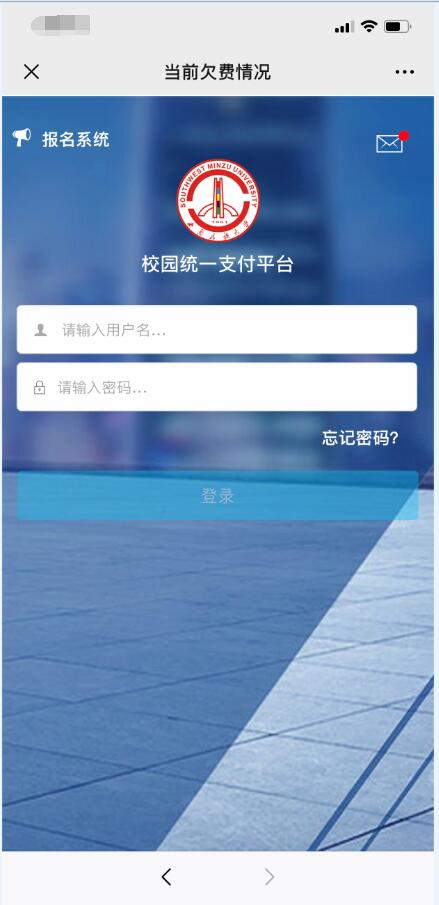 当前欠费情况
报名系统
SOUTHWEST MINZU UNIVERSITY
1951
校园统一支付平台
请输入用户名...
请输入密码...
忘记密码?
登录